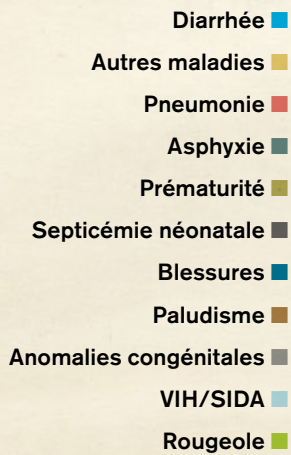 Diarrhée
Autres maladies
Pneumonie
Asphyxie
Prématurité
Septicémie néonatale
Blessures
Paludisme
Anomalies congénitales
VIH/SIDA
Rougeole